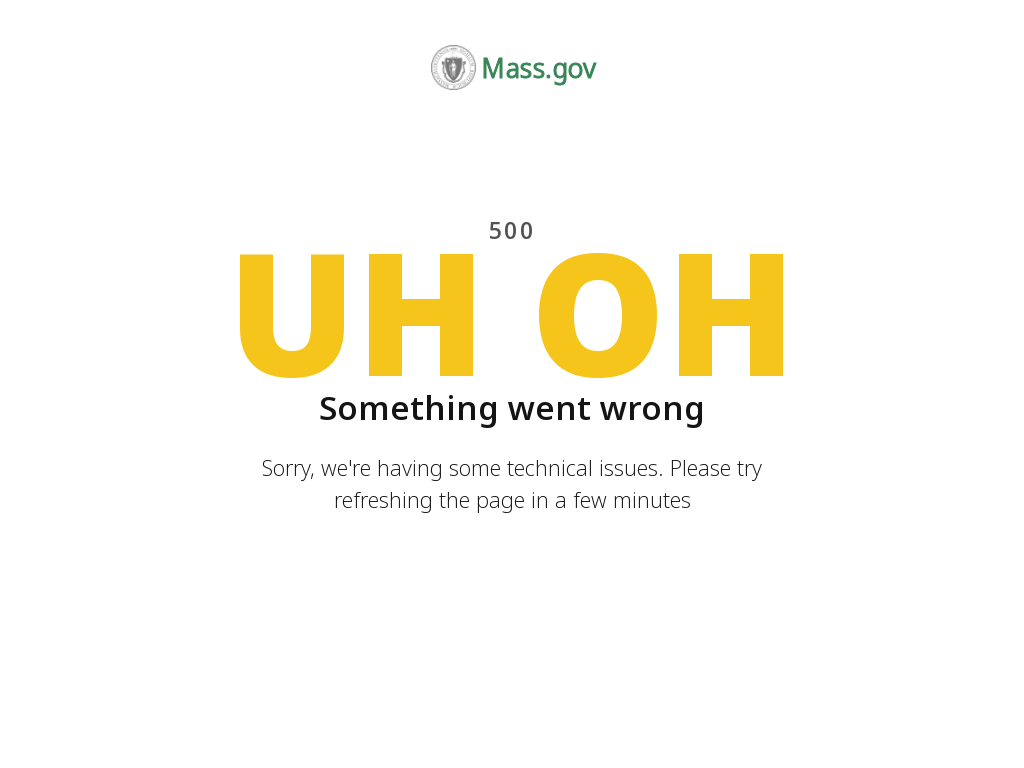 Mass.gov
500
UH OH
Something went wrong
Sorry, we're having some technical issues. Please try
refreshing the page in a few minutes